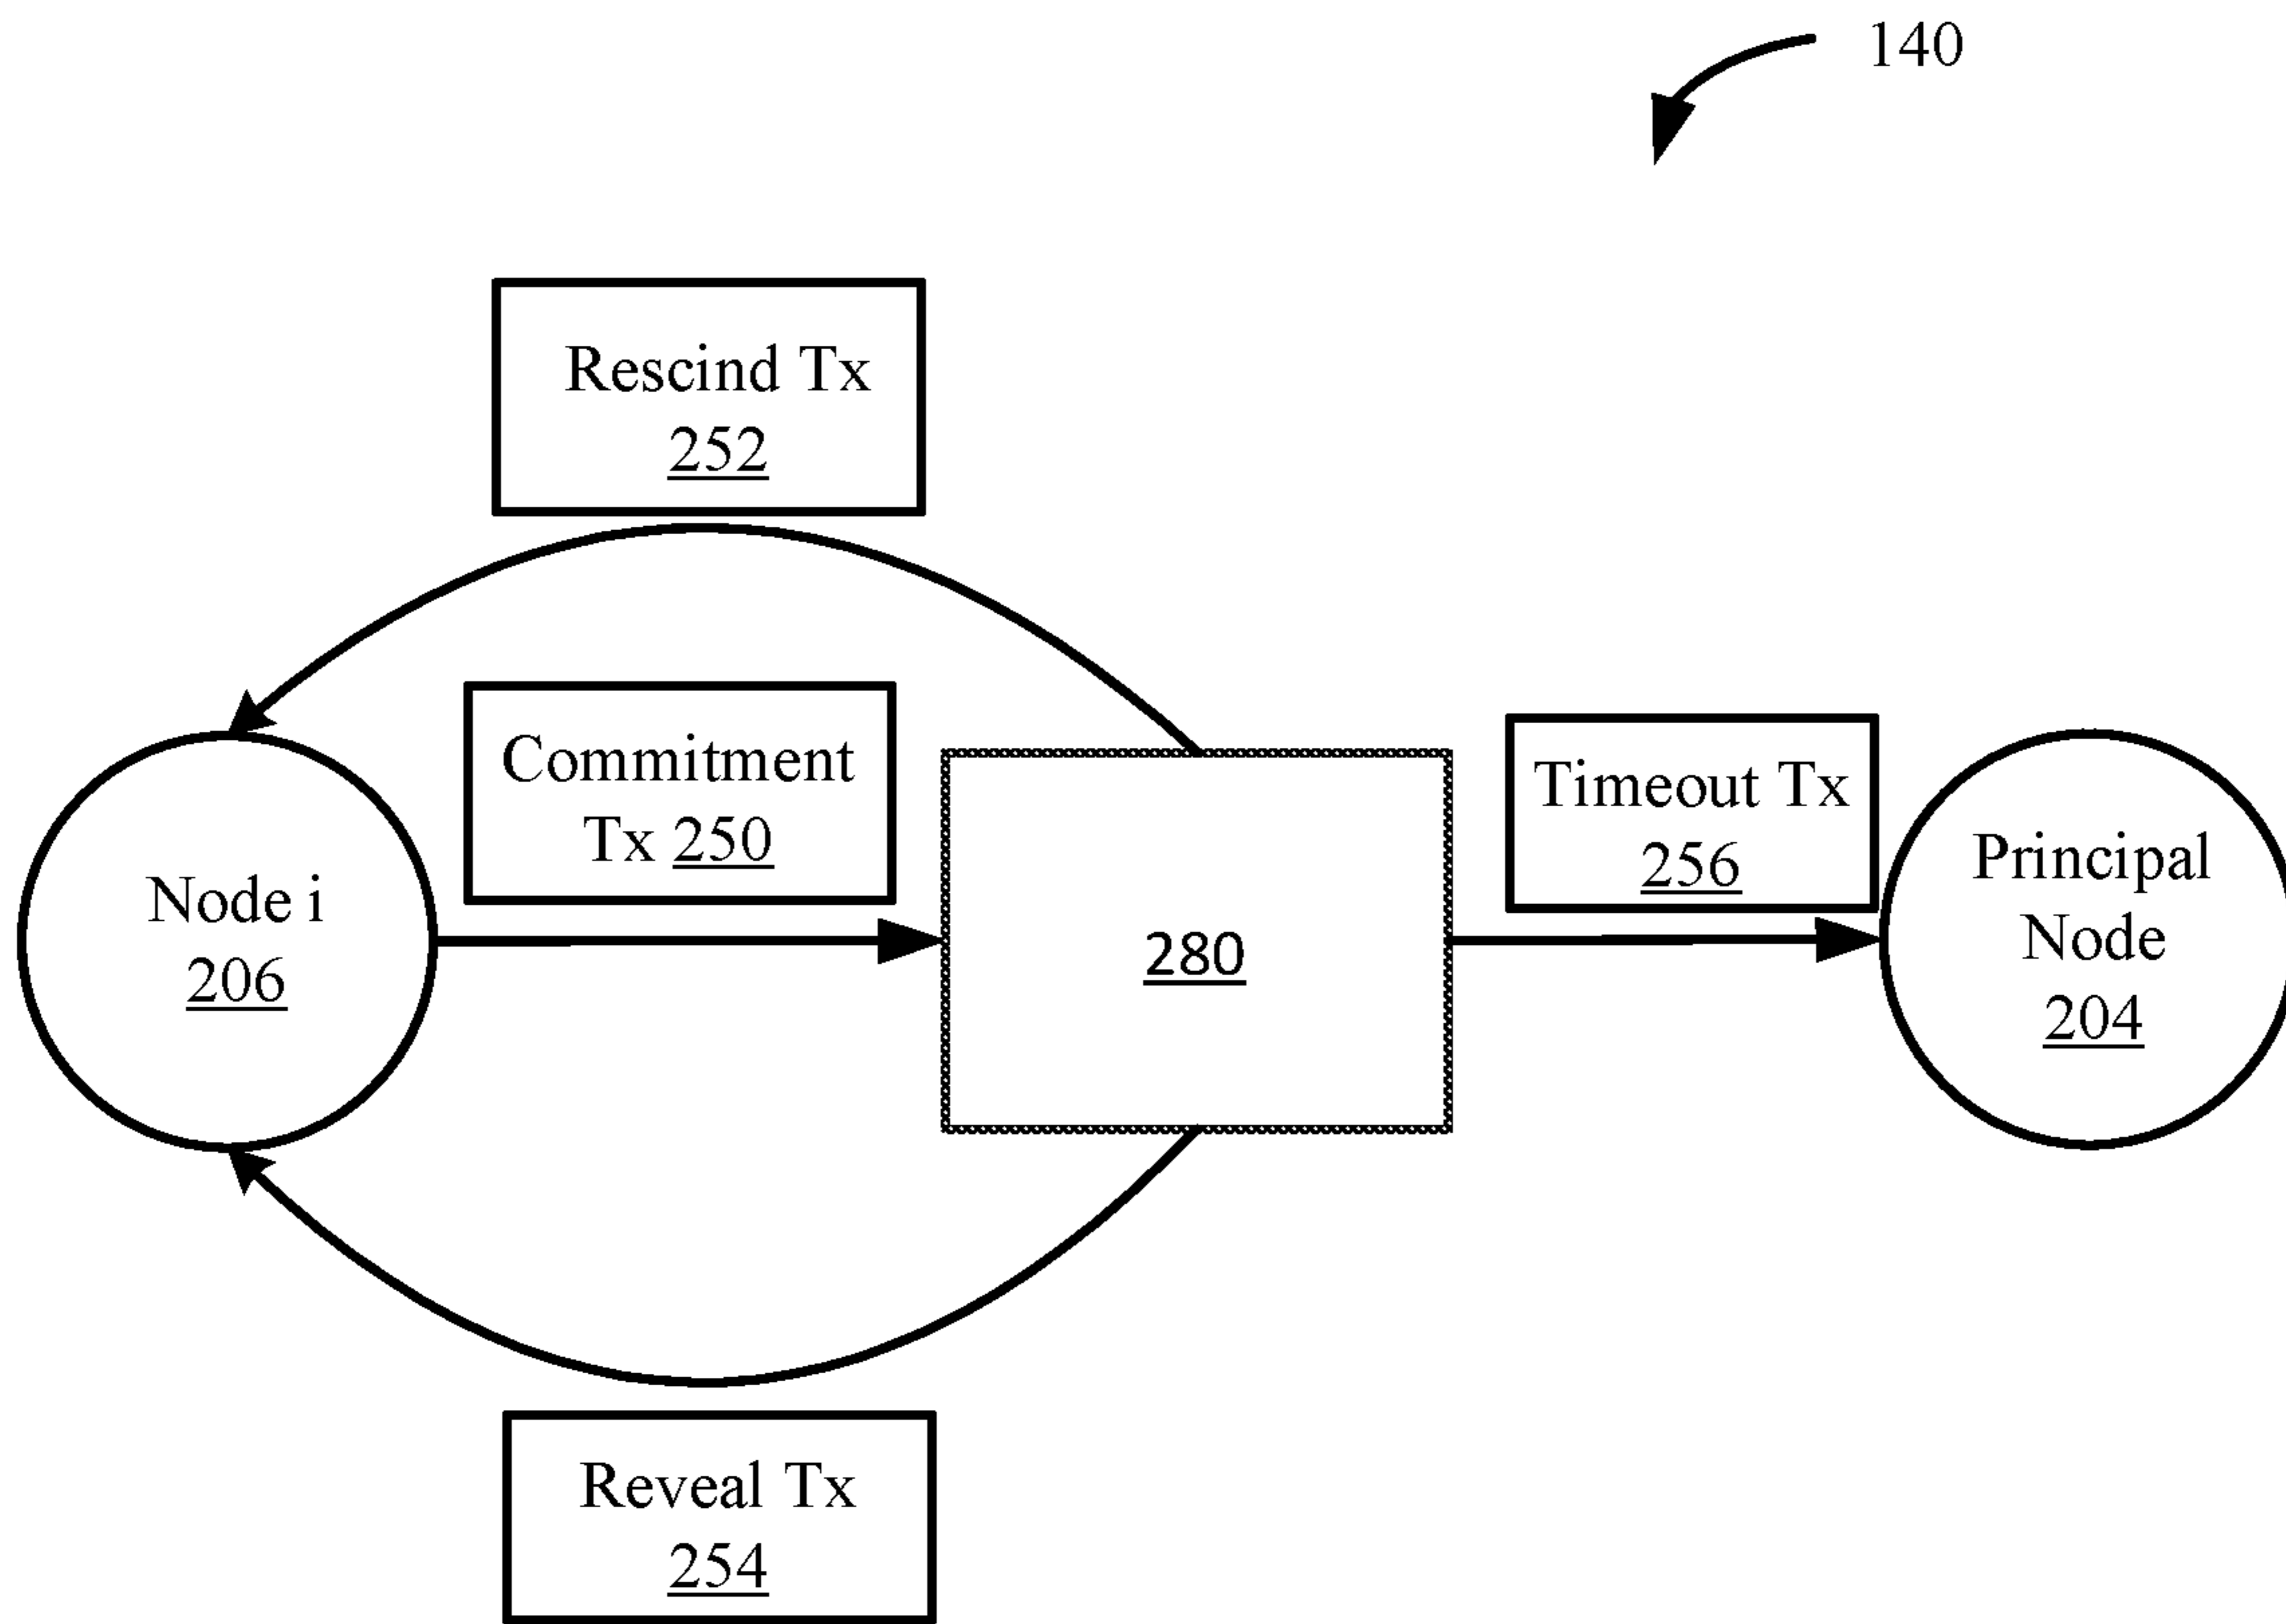 140
Rescind Tx
252
Commitment
Tx 250
Timeout Tx
256
Node i
206
280
Principal
Node
204
Reveal Tx
254